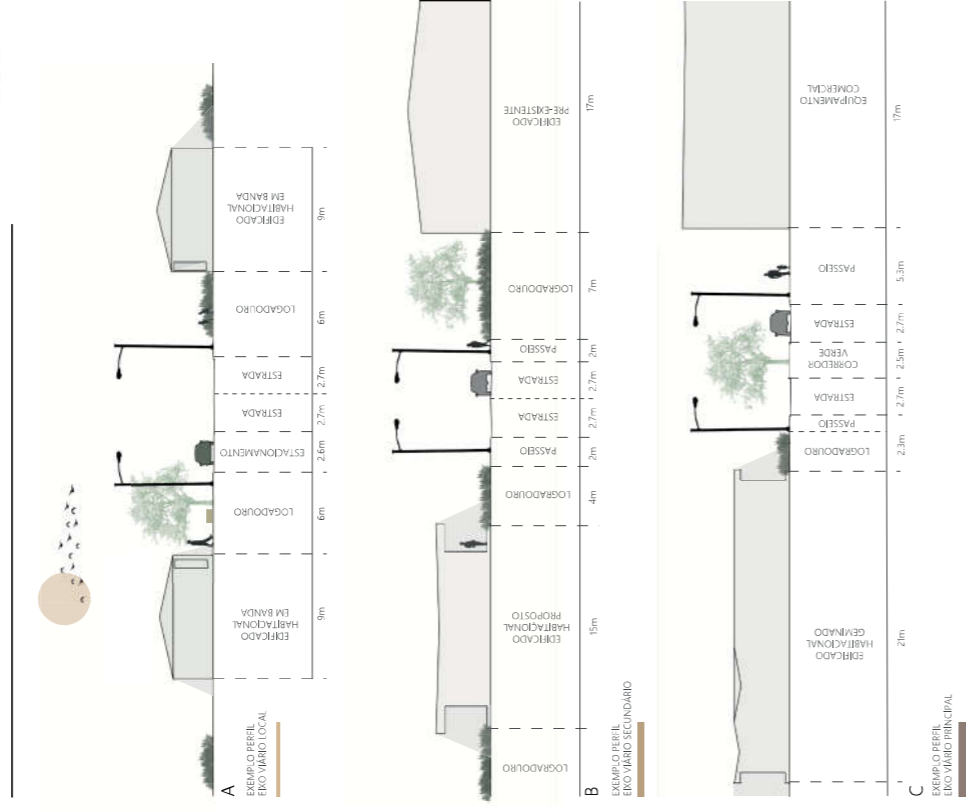 A
EXEMPLO PERFIL
EIXO VIÁRIO LOCAL
EDIFICADO
HABITACIONAL
EM BANDA
9m
LOGADOURO
6m
ESTACIONAMENTO
2.6m
ESTRADA
2.7m
ESTRADA
2.7m
LOGADOURO
6m
EDIFICADO
HABITACIONAL
EM BANDA
9m
B
EXEMPLO PERFIL
EIXO VIÁRIO SECUNDÁRIO
LOGRADOURO
EDIFICADO
HABITACIONAL
PROPOSTO
15m
LOGRADOURO
4m
PASSEIO
2m
ESTRADA
2.7m
ESTRADA
2.7m
PASSEIO
2m
LOGRADOURO
7m
EDIFICADO
PRE-EXISTENTE
17m
C
EXEMPLO PERFIL
EIXO VIÁRIO PRINCIPAL
EDIFICADO
HABITACIONAL
GEMINADO
21m
LOGRADOURO
2.3m
PASSEIO
ESTRADA
2.7m
CORREDOR
VERDE
2.5m
ESTRADA
2.7m
PASSEIO
5.3m
EQUIPAMENTO
COMERCIAL
17m